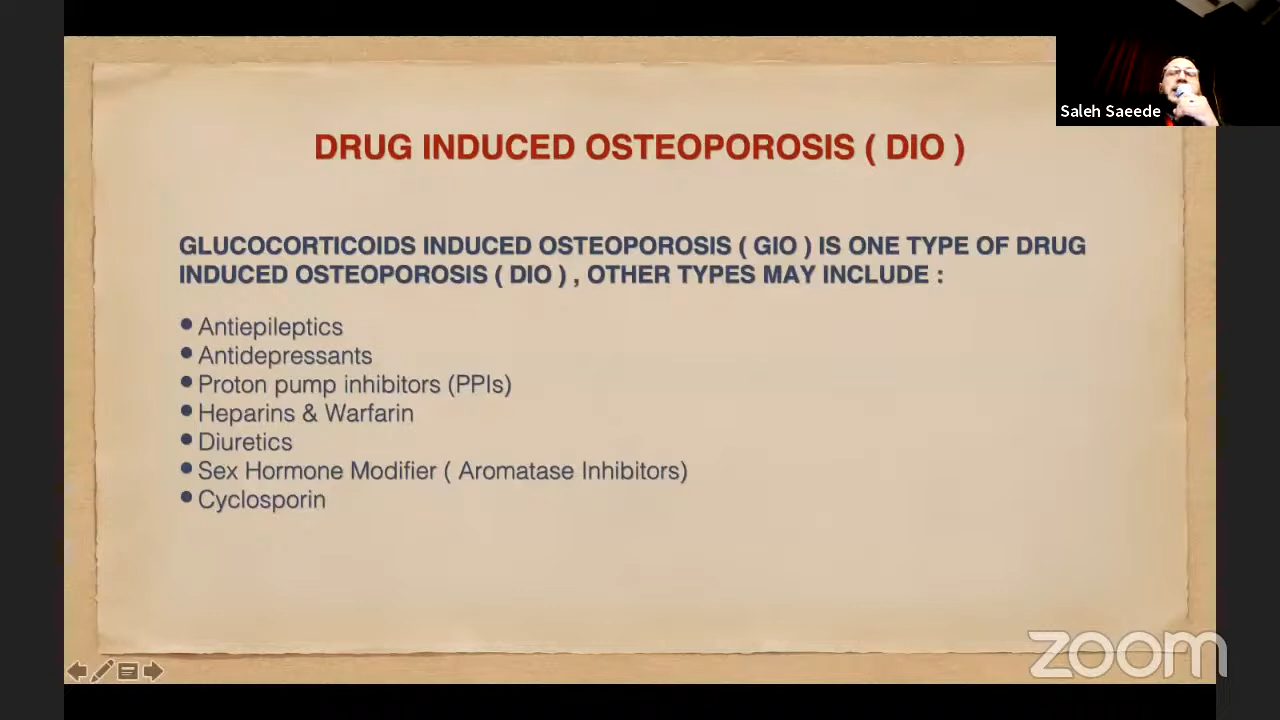 Saleh Saeede
DRUG INDUCED OSTEOPOROSIS ( DIO )
GLUCOCORTICOIDS INDUCED OSTEOPOROSIS ( GIO ) IS ONE TYPE OF DRUG
INDUCED OSTEOPOROSIS ( DIO ) , OTHER TYPES MAY INCLUDE :
• Antiepileptics
• Antidepressants
• Proton pump inhibitors (PPIs)
• Heparins & Warfarin
• Diuretics
• Sex Hormone Modifier ( Aromatase Inhibitors)
• Cyclosporin
zoom